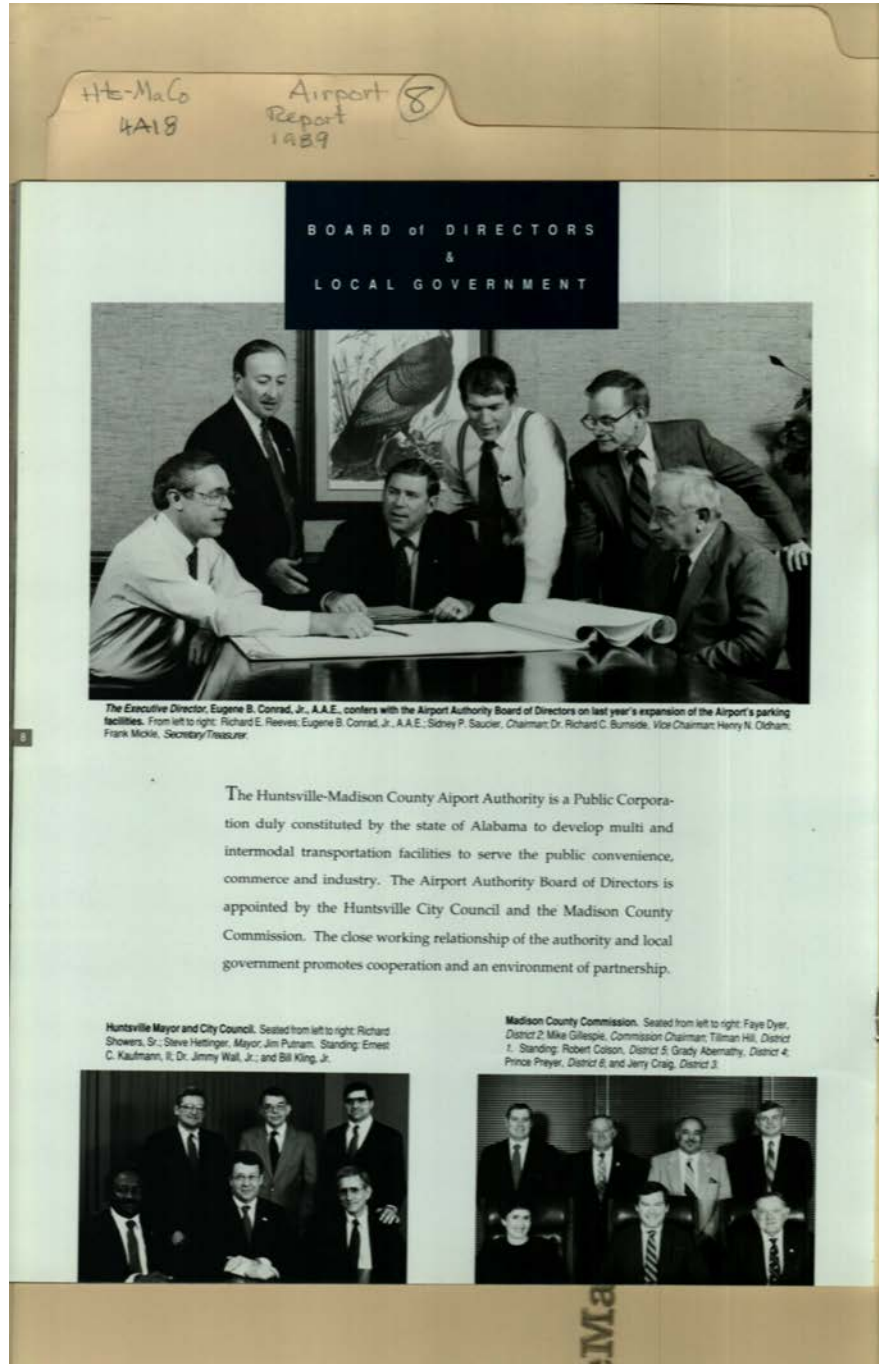 Hts-MaCo
4A18
Airport
Report
1989
8
BOARD of DIRECTORS
&
LOCAL GOVERNMENT
The Executive Director, Eugene B. Conrad, Jr., A.A.E., confers with the Airport Authority Board of Directors on last year's expansion of the Airport's parking
facilities. From left to right: Richard E. Reeves; Eugene B. Conrad, Jr., A.A.E.; Sidney P. Saucier, Chairman; Dr. Richard C. Burnside, Vice Chairman; Henry N. Oldham;
Frank Mickle, Secretary/Treasurer.
8
The Huntsville-Madison County Aiport Authority is a Public Corpora-
tion duly constituted by the state of Alabama to develop multi and
intermodal transportation facilities to serve the public convenience,
commerce and industry. The Airport Authority Board of Directors is
appointed by the Huntsville City Council and the Madison County
Commission. The close working relationship of the authority and local
government promotes cooperation and an environment of partnership.
Huntsville Mayor and City Council. Seated from left to right: Richard
Showers, Sr.; Steve Hettinger, Mayor; Jim Putnam. Standing: Ernest
C. Kaufmann, II; Dr. Jimmy Wall, Jr.; and Bill Kling, Jr.
Madison County Commission. Seated from left to right: Faye Dyer,
District 2; Mike Gillespie, Commission Chairman; Tillman Hill, District
1. Standing: Robert Colson, District 5; Grady Abernathy, District 4;
Prince Preyer, District 6; and Jerry Craig, District 3.
eMa